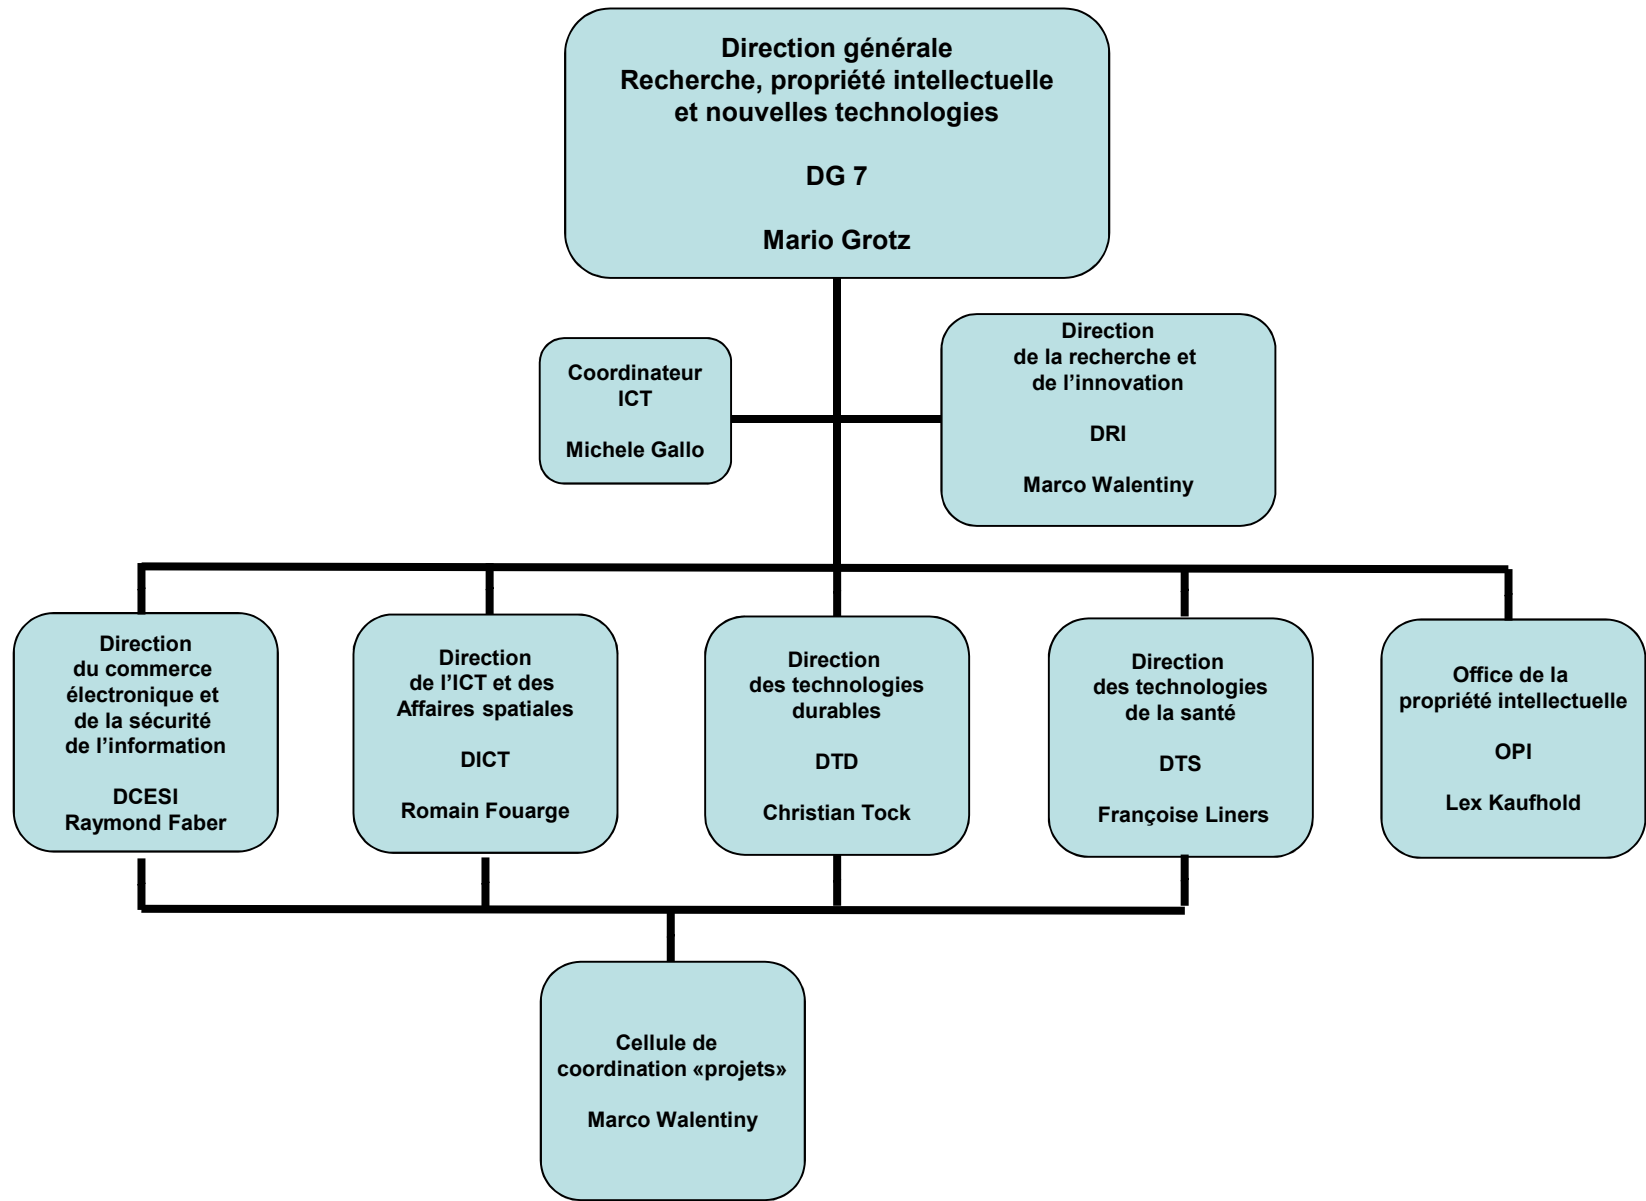 Direction générale
Recherche, propriété intellectuelle
et nouvelles technologies
DG 7
Mario Grotz
Coordinateur
ICT
Michele Gallo
Direction
de la recherche et
de l’innovation
DRI
Marco Walentiny
Direction
du commerce
électronique et
de la sécurité
de l’information
DCESI
Raymond Faber
Direction
de l’ICT et des
Affaires spatiales
DICT
Romain Fouarge
Direction
des technologies
durables
DTD
Christian Tock
Direction
des technologies
de la santé
DTS
Françoise Liners
Office de la
propriété intellectuelle
OPI
Lex Kaufhold
Cellule de
coordination «projets»
Marco Walentiny